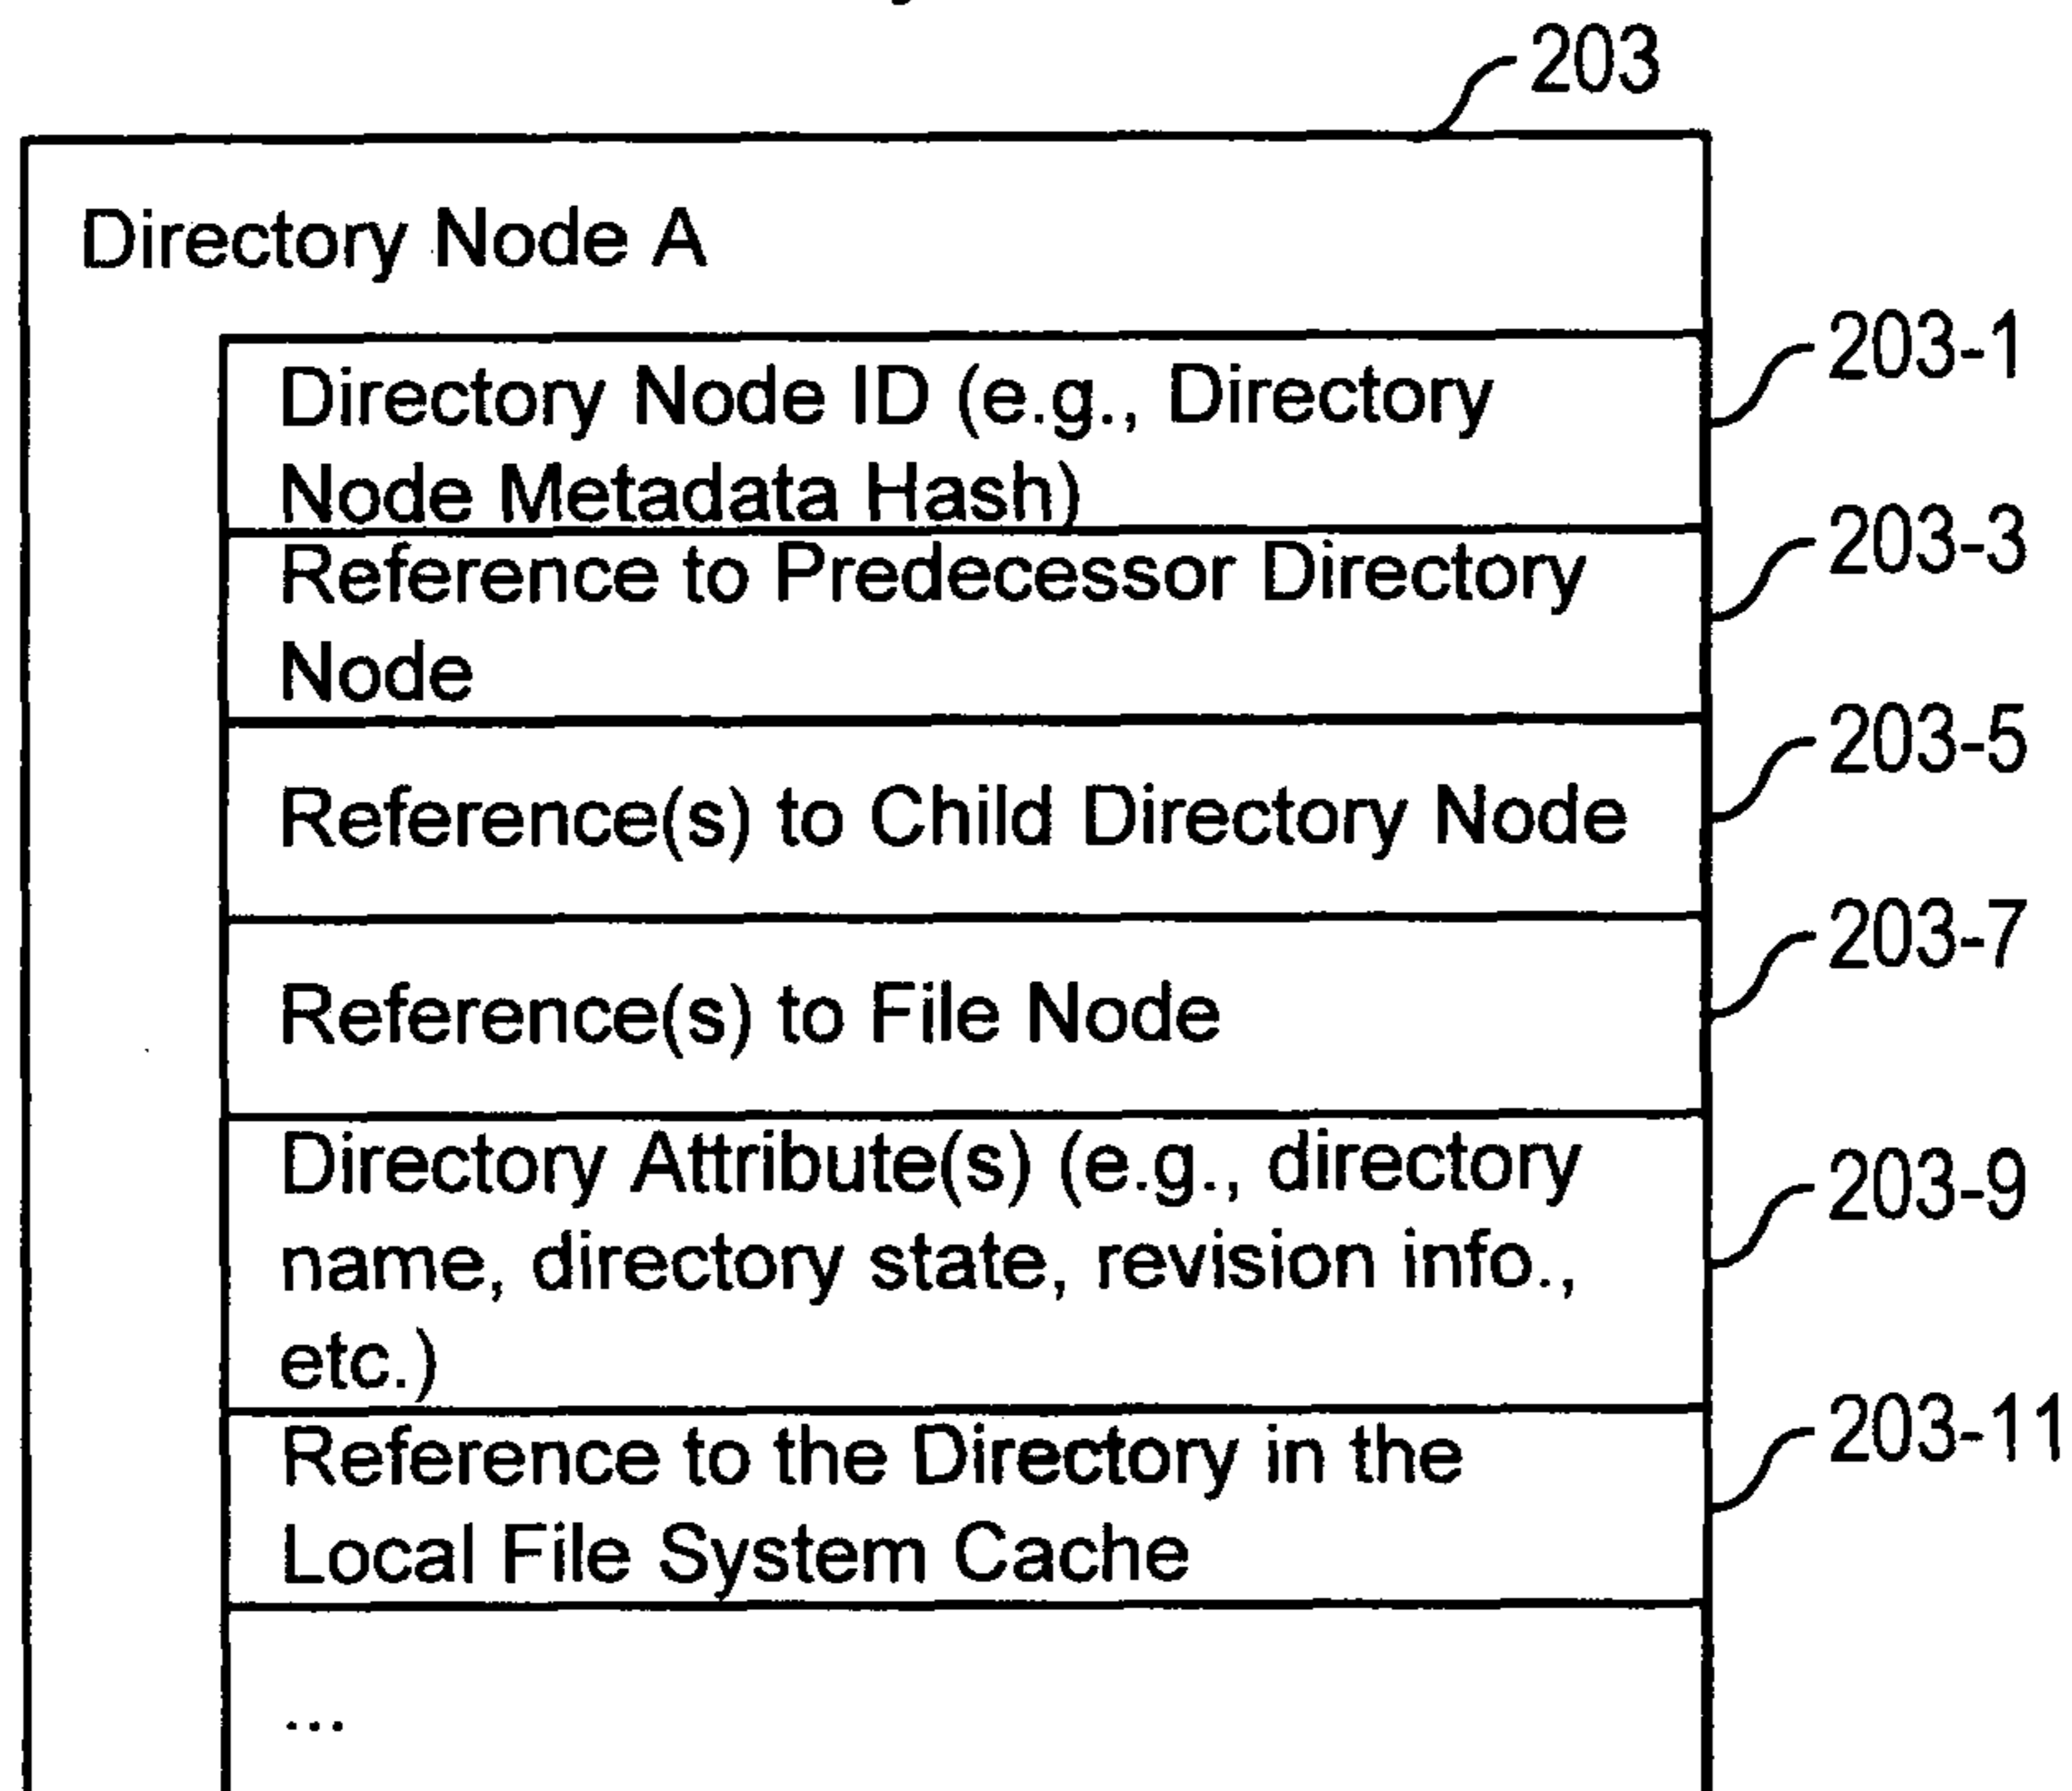 203
Directory Node A
203-1
Directory Node ID (e.g., Directory
Node Metadata Hash)
203-3
Reference to Predecessor Directory
Node
203-5
Reference(s) to Child Directory Node
203-7
Reference(s) to File Node
203-9
Directory Attribute(s) (e.g., directory
name, directory state, revision info.,
etc.)
203-11
Reference to the Directory in the
Local File System Cache
...